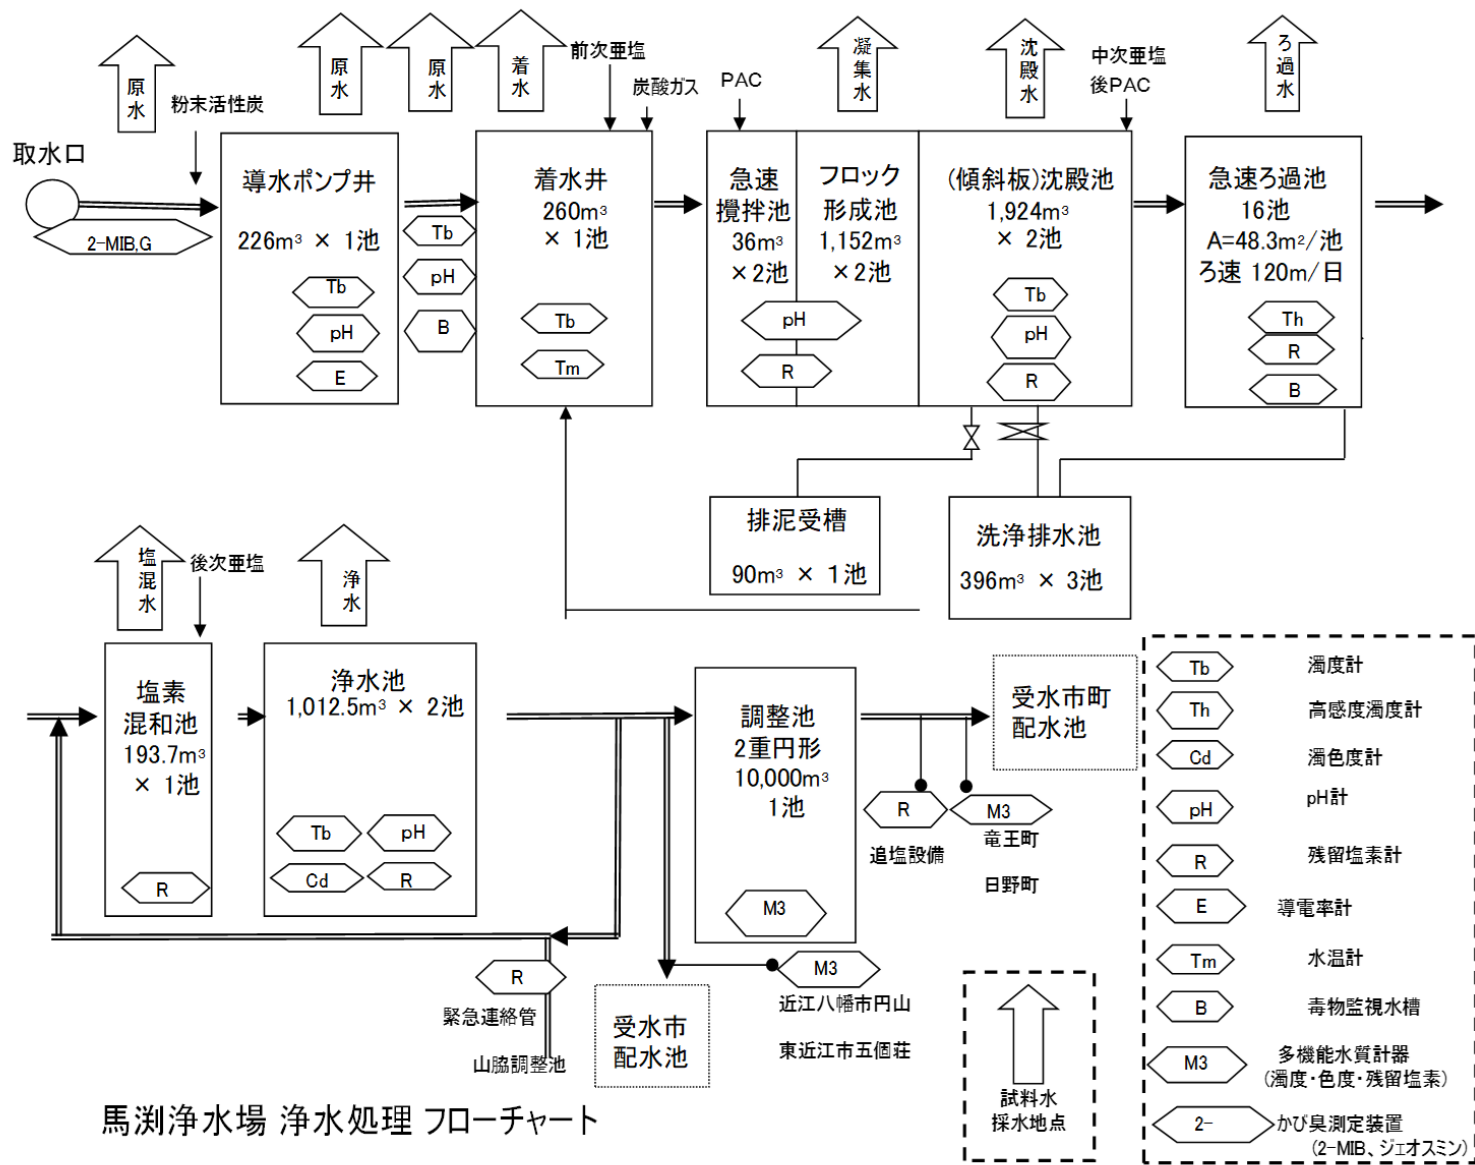 原水
原水
原水
着水
前次亜塩
炭酸ガス
PAC
凝集水
沈殿水
中次亜塩
後PAC
ろ過水
粉末活性炭
取水口
2-MIB,G
導水ポンプ井
226m³ × 1池
Tb
pH
E
Tb
pH
B
着水井
260m³
× 1池
Tb
Tm
急速
攪拌池
36m³
×2池
フロック
形成池
1,152m³
×2池
pH
R
(傾斜板)沈殿池
1,924m³
× 2池
Tb
pH
R
急速ろ過池
16池
A=48.3m²/池
ろ速 120m/日
Th
R
B
排泥受槽
90m³ × 1池
洗浄排水池
396m³ × 3池
塩混水
後次亜塩
浄水
塩素
混和池
193.7m³
× 1池
R
浄水池
1,012.5m³ × 2池
Tb
pH
Cd
R
調整池
2重円形
10,000m³
1池
M3
受水市町
配水池
R
追塩設備
M3
竜王町
日野町
R
緊急連絡管
山脇調整池
受水市
配水池
M3
近江八幡市円山
東近江市五個荘
試料水
採水地点
Tb 濁度計
Th 高感度濁度計
Cd 濁色度計
pH pH計
R 残留塩素計
E 導電率計
Tm 水温計
B 毒物監視水槽
M3 多機能水質計器
(濁度・色度・残留塩素)
2- かび臭測定装置
(2-MIB、ジェオスミン)
馬渕浄水場 浄水処理 フローチャート